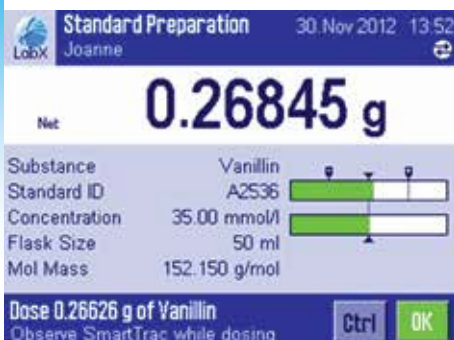 Standard Preparation 30.Nov 2012 13:52
LabX Joanne
Net 0.26845 g
Substance Vanillin
Standard ID A2536
Concentration 35.00 mmol/l
Flask Size 50 ml
Mol Mass 152.150 g/mol
Dose 0.26626 g of Vanillin
Observe SmartTrac while dosing
Ctrl OK